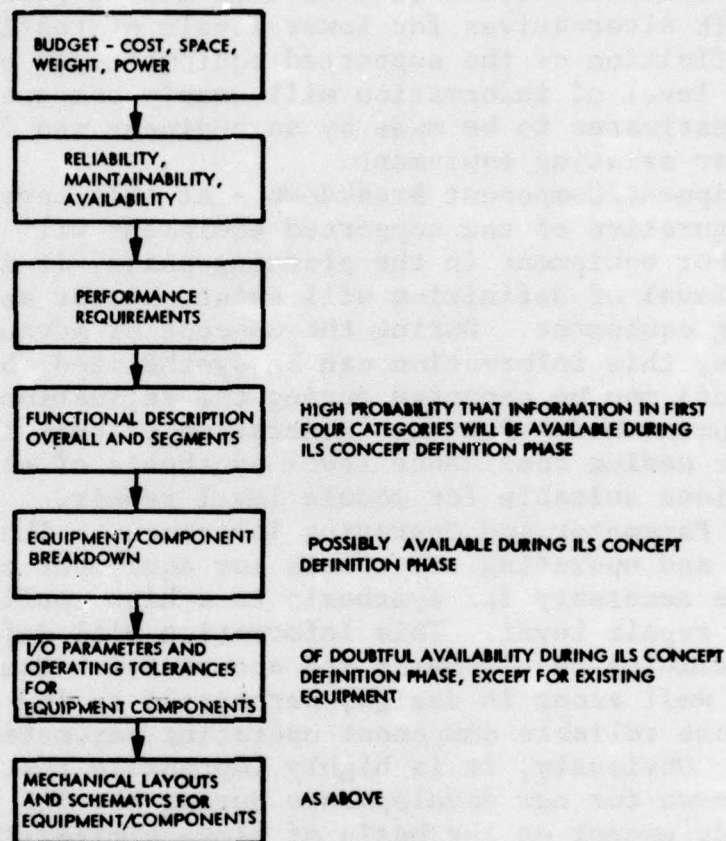 BUDGET - COST, SPACE,
WEIGHT, POWER
RELIABILITY,
MAINTAINABILITY,
AVAILABILITY
PERFORMANCE
REQUIREMENTS
FUNCTIONAL DESCRIPTION
OVERALL AND SEGMENTS
HIGH PROBABILITY THAT INFORMATION IN FIRST
FOUR CATEGORIES WILL BE AVAILABLE DURING
ILS CONCEPT DEFINITION PHASE
EQUIPMENT/COMPONENT
BREAKDOWN
POSSIBLY AVAILABLE DURING ILS CONCEPT
DEFINITION PHASE
I/O PARAMETERS AND
OPERATING TOLERANCES
FOR
EQUIPMENT COMPONENTS
OF DOUBTFUL AVAILABILITY DURING ILS CONCEPT
DEFINITION PHASE, EXCEPT FOR EXISTING
EQUIPMENT
MECHANICAL LAYOUTS
AND SCHEMATICS FOR
EQUIPMENT/COMPONENTS
AS ABOVE